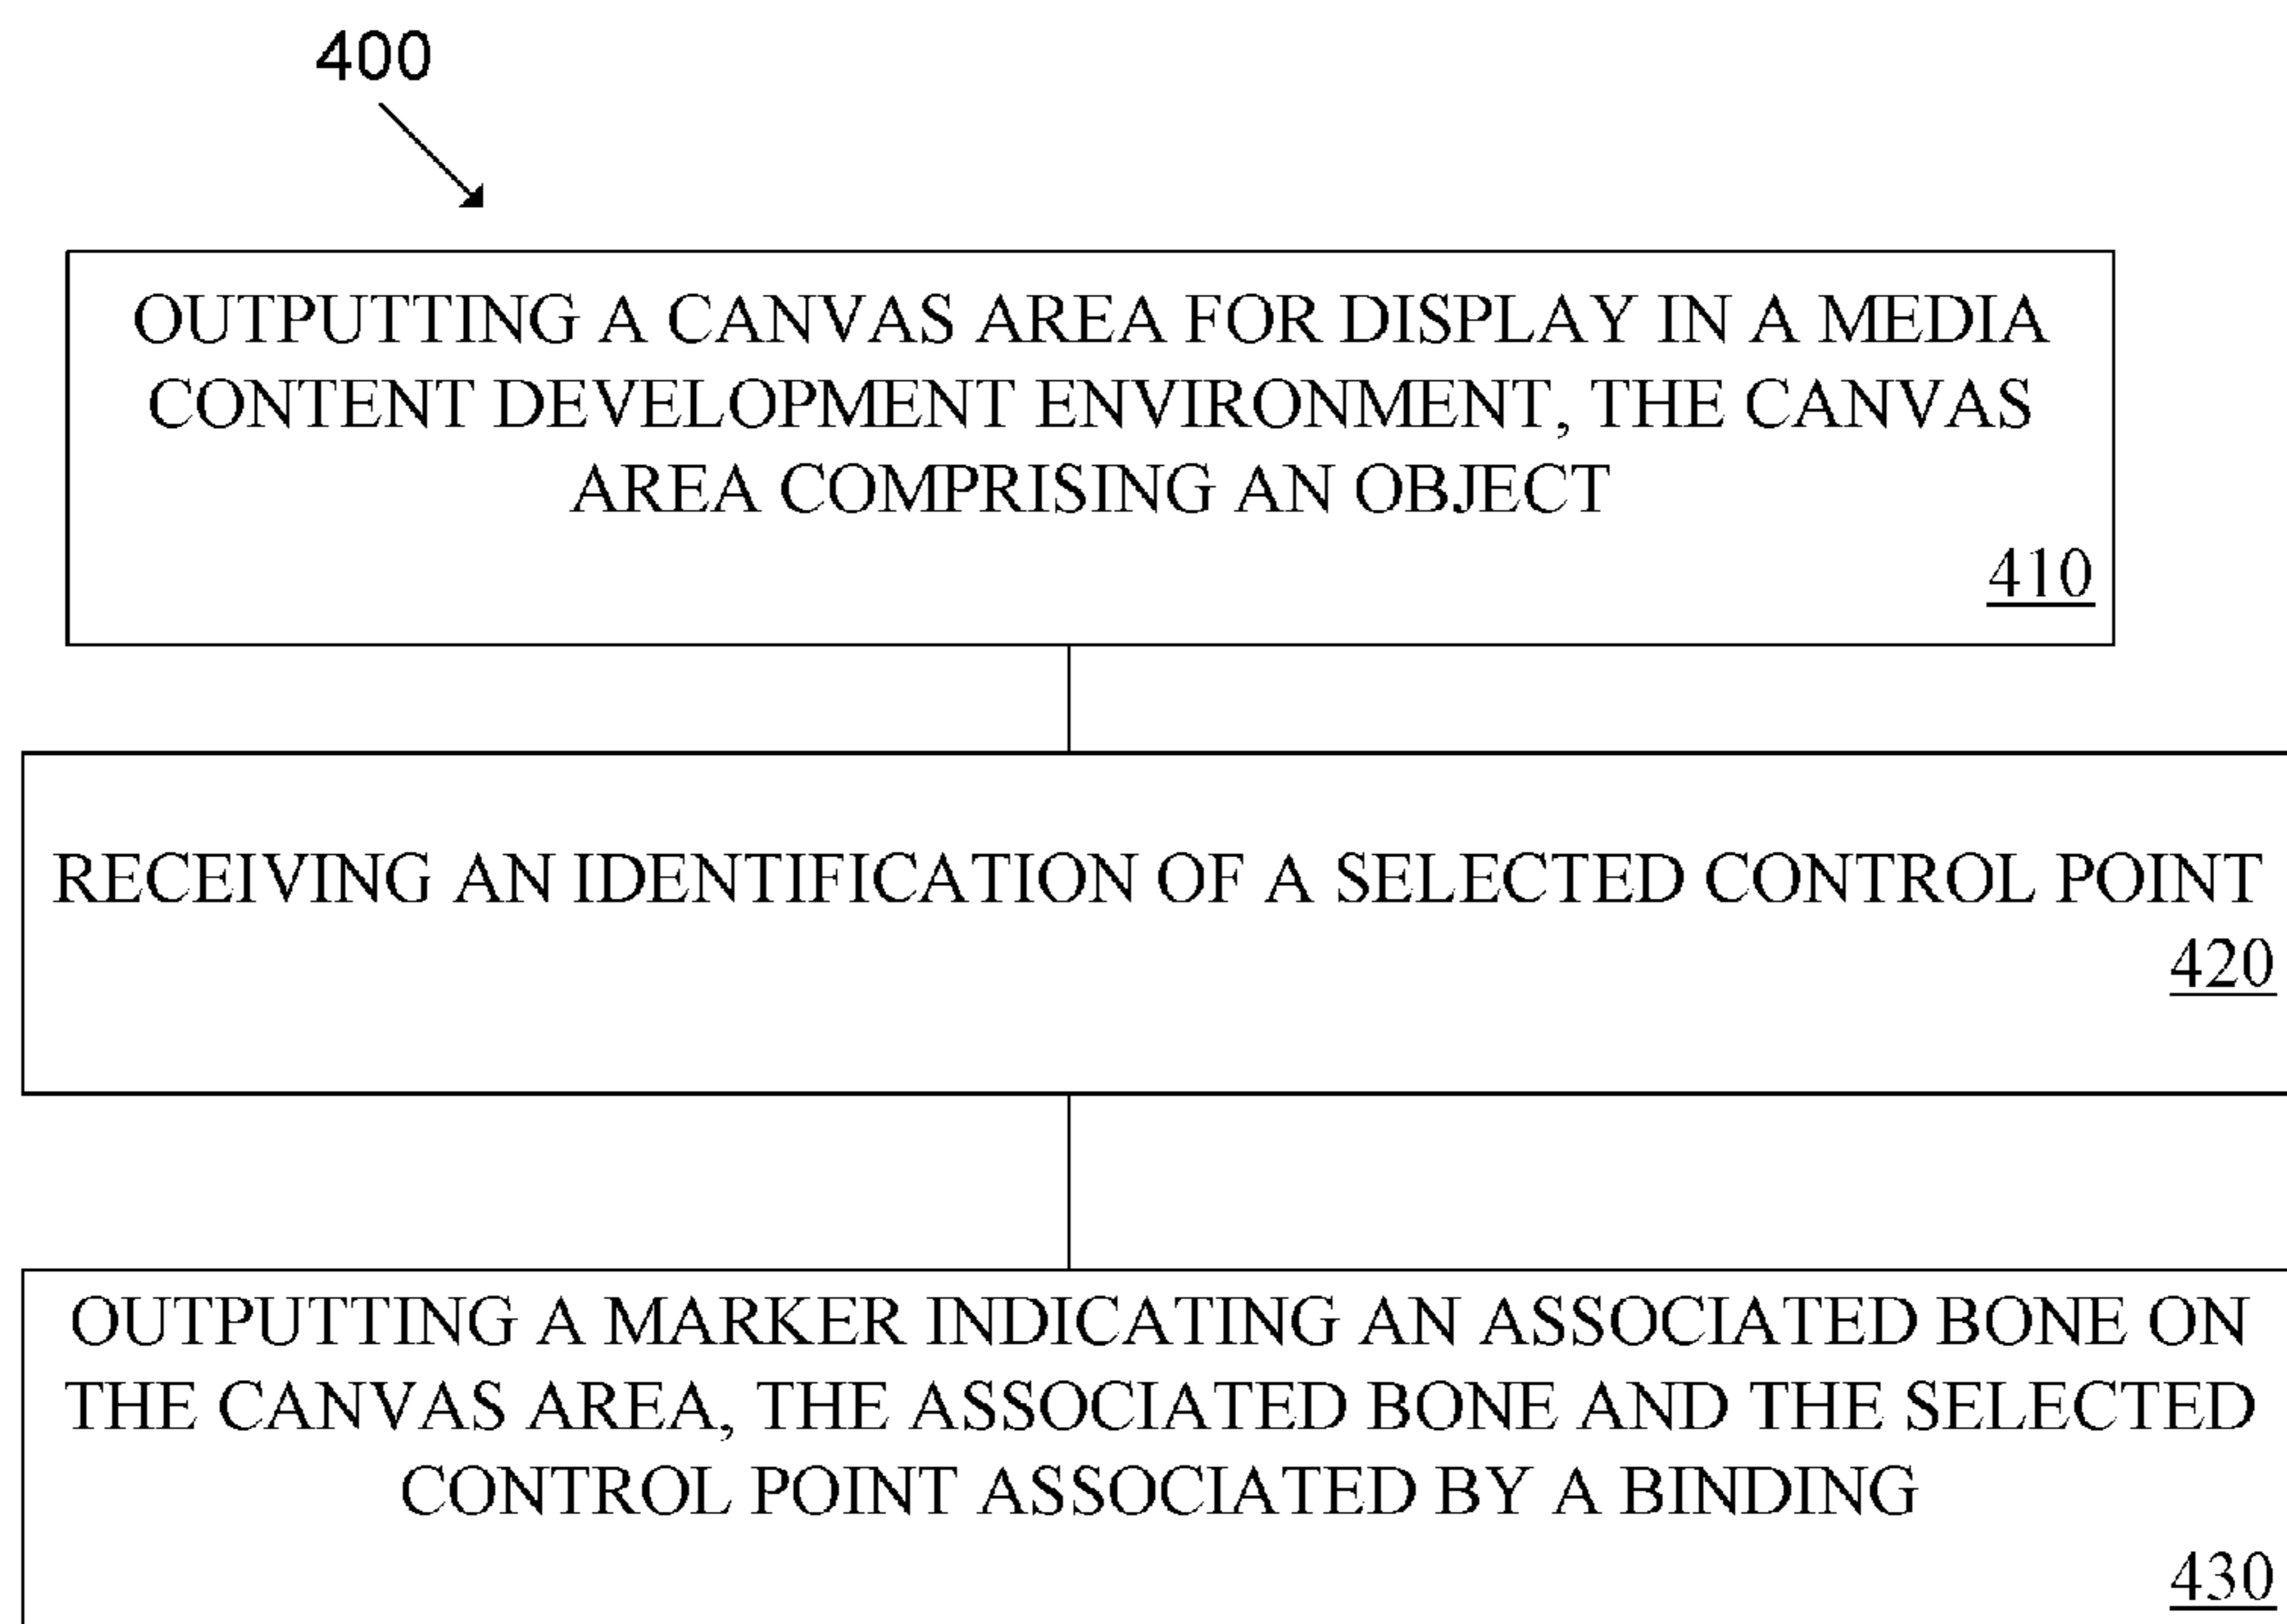 400
OUTPUTTING A CANVAS AREA FOR DISPLAY IN A MEDIA
CONTENT DEVELOPMENT ENVIRONMENT, THE CANVAS
AREA COMPRISING AN OBJECT
410
RECEIVING AN IDENTIFICATION OF A SELECTED CONTROL POINT
420
OUTPUTTING A MARKER INDICATING AN ASSOCIATED BONE ON
THE CANVAS AREA, THE ASSOCIATED BONE AND THE SELECTED
CONTROL POINT ASSOCIATED BY A BINDING
430